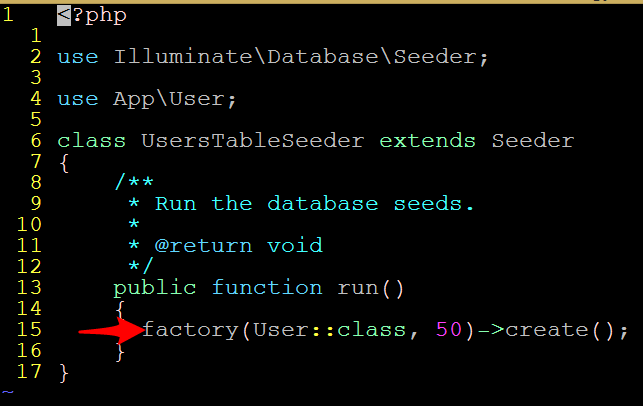 1 <?php
1
2 use Illuminate\Database\Seeder;
3
4 use App\User;
5
6 class UsersTableSeeder extends Seeder
7 {
8     /**
9      * Run the database seeds.
10      *
11      * @return void
12      */
13     public function run()
14     {
15       factory(User::class, 50)->create();
16     }
17 }
~